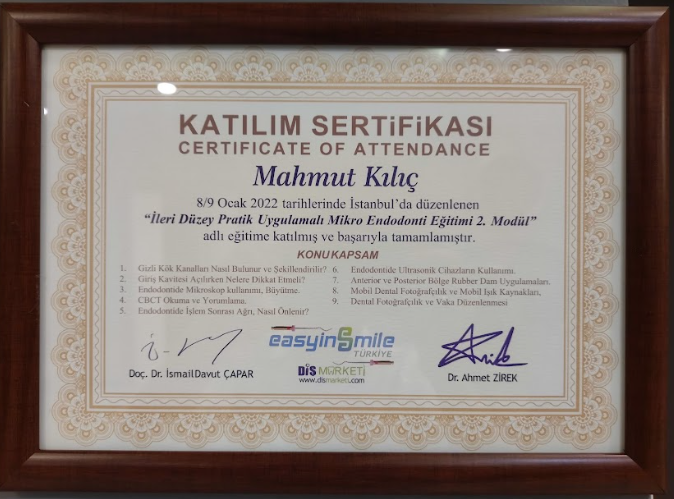 KATILIM SERTiFiKASI
CERTIFICATE OF ATTENDANCE
Mahmut Kılıç
8/9 Ocak 2022 tarihlerinde İstanbul'da düzenlenen
“İleri Düzey Pratik Uygulamalı Mikro Endodonti Eğitimi 2. Modül”
adlı eğitime katılmış ve başarıyla tamamlamıştır.
KONU KAPSAM
1. Gizli Kök Kanalları Nasıl Bulunur ve Şekillendirilir?
2. Giriş Kavitesi Açılırken Nelere Dikkat Etmeli?
3. Endodontide Mikroskop kullanımı, Büyütme.
4. CBCT Okuma ve Yorumlama.
5. Endodontide İşlem Sonrası Ağrı, Nasıl Önlenir?
6. Endodontide Ultrasonik Cihazların Kullanımı.
7. Anterior ve Posterior Bölge Rubber Dam Uygulamaları.
8. Mobil Dental Fotoğrafçılık ve Mobil Işik Kaynakları,
9. Dental Fotoğrafçılık ve Vaka Düzenlenmesi
easyinSmile
TÜRKİYE
DİŞ MARKETİ
www.dismarketi.com
Doç. Dr. İsmailDavut ÇAPAR
Dr. Ahmet ZİREK